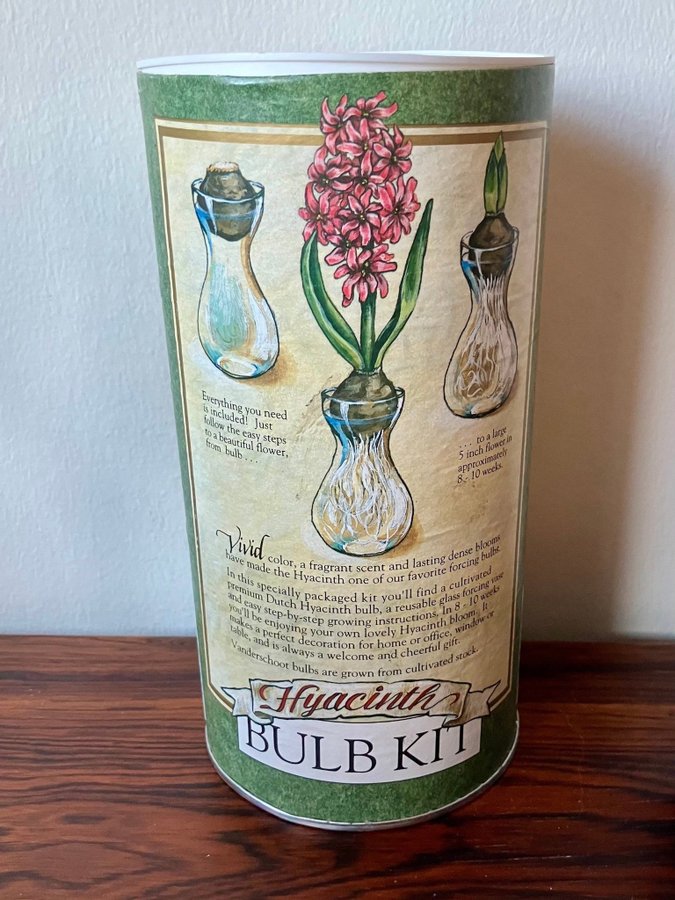 Everything you need
is included! Just
follow the easy steps
to a beautiful flower,
from bulb . . .
. . . to a large
5 inch flower in
approximately
8 - 10 weeks.
Vivid color, a fragrant scent and lasting dense blooms
have made the Hyacinth one of our favorite forcing bulbs.
In this specially packaged kit you'll find a cultivated
premium Dutch Hyacinth bulb, a reusable glass forcing vase
and easy step-by-step growing instructions. In 8 - 10 weeks
you'll be enjoying your own lovely Hyacinth bloom. It
makes a perfect decoration for home or office, window or
table, and is always a welcome and cheerful gift.
Vanderschoot bulbs are grown from cultivated stock.
Hyacinth
BULB KIT